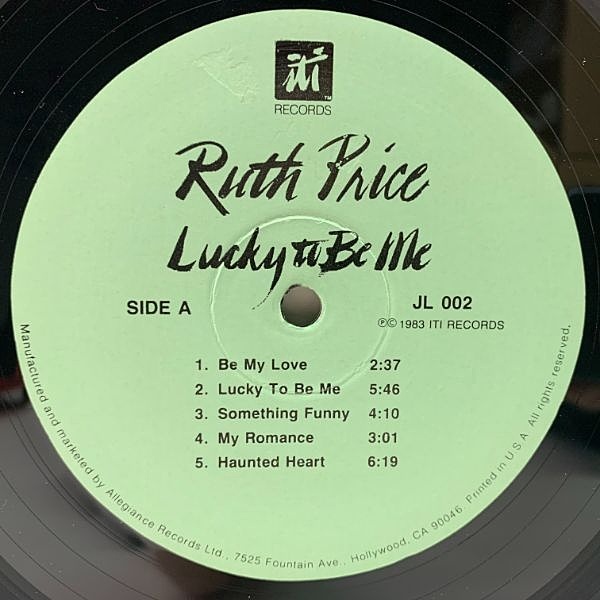 iti
TM
RECORDS
Ruth Price
Lucky to Be Me
SIDE A
JL 002
℗© 1983 ITI RECORDS
1. Be My Love 2:37
2. Lucky To Be Me 5:46
3. Something Funny 4:10
4. My Romance 3:01
5. Haunted Heart 6:19
Manufactured and marketed by Allegiance Records Ltd., 7525 Fountain Ave., Hollywood, CA 90046. Printed in U.S.A. All rights reserved.